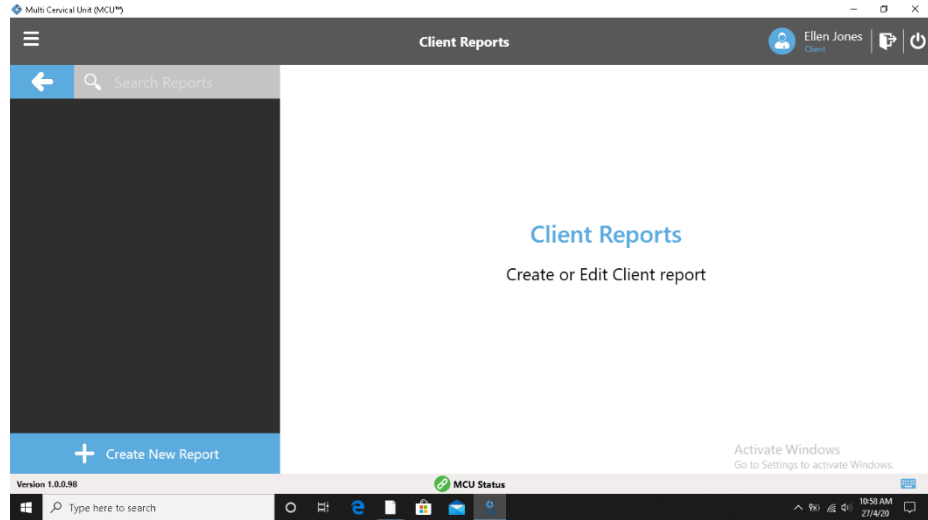 Multi Cervical Unit (MCU™)
Client Reports
Ellen Jones
Client
Search Reports
Client Reports
Create or Edit Client report
Create New Report
Activate Windows
Go to Settings to activate Windows.
Version 1.0.0.98
MCU Status
Type here to search
10:58 AM
27/4/20